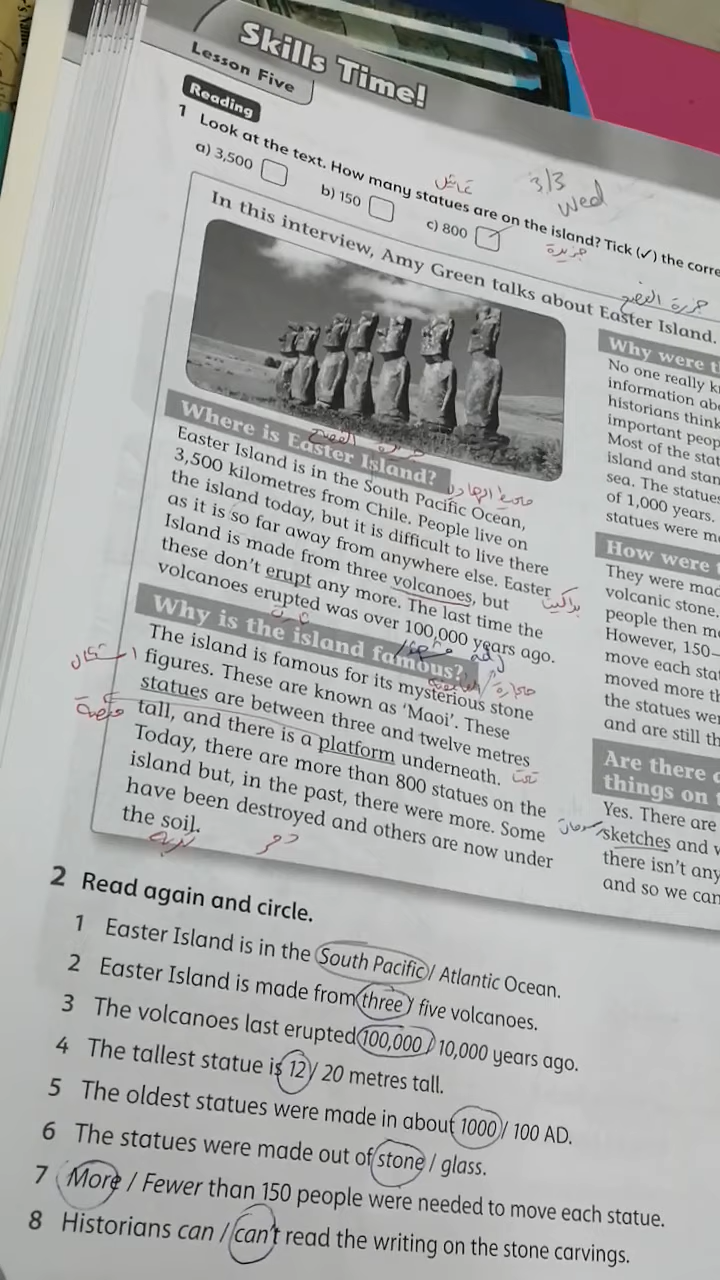 Skills Time!
Lesson Five
Reading
1 Look at the text. How many statues are on the island? Tick (✓) the corre
a) 3,500
b) 150
c) 800
3/3
Wed
جزيرة
In this interview, Amy Green talks about Easter Island.
Where is Easter Island?
Easter Island is in the South Pacific Ocean,
3,500 kilometres from Chile. People live on
the island today, but it is difficult to live there
as it is so far away from anywhere else. Easter
Island is made from three volcanoes, but
these don't erupt any more. The last time the
volcanoes erupted was over 100,000 years ago.
براكين
Why is the island famous?
The island is famous for its mysterious stone
figures. These are known as 'Maoi'. These
statues are between three and twelve metres
tall, and there is a platform underneath.
تحت
Today, there are more than 800 statues on the
island but, in the past, there were more. Some
have been destroyed and others are now under
the soil.
تربة
دمر
Why were t
No one really k
information ab
historians think
important peop
Most of the stat
island and stan
sea. The statues
of 1,000 years.
statues were m
How were
They were mad
volcanic stone.
people then m
However, 150–
move each sta
moved more t
the statues wer
and are still th
Are there
things on
Yes. There are
sketches and
there isn't any
and so we can
2 Read again and circle.
1 Easter Island is in the South Pacific / Atlantic Ocean.
2 Easter Island is made from three / five volcanoes.
3 The volcanoes last erupted 100,000 / 10,000 years ago.
4 The tallest statue is 12 / 20 metres tall.
5 The oldest statues were made in about 1000 / 100 AD.
6 The statues were made out of stone / glass.
7 More / Fewer than 150 people were needed to move each statue.
8 Historians can / can't read the writing on the stone carvings.